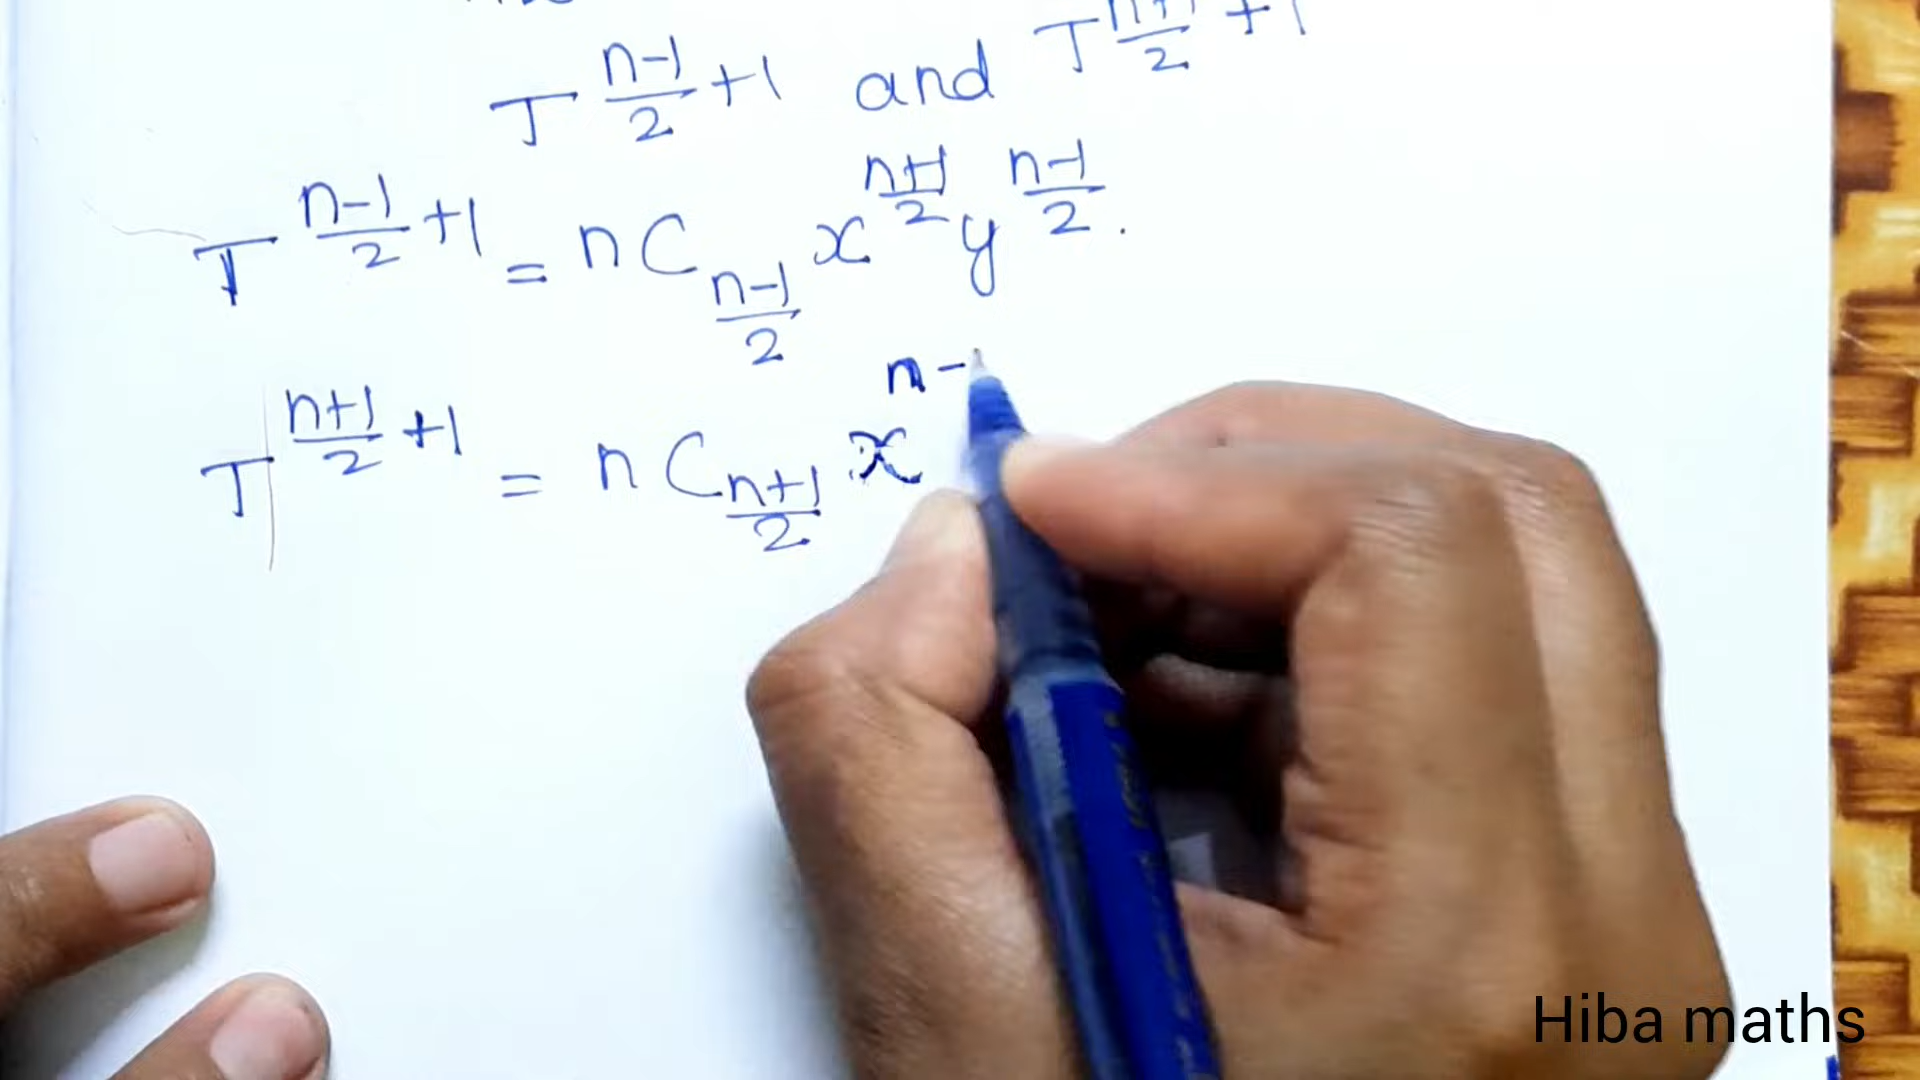 T n-1/2 +1 and T n+1/2 +1
T n-1/2 +1 = nC n-1/2 x n+1/2 y n-1/2 .
T n+1/2 +1 = nC n+1/2 x n-
Hiba maths